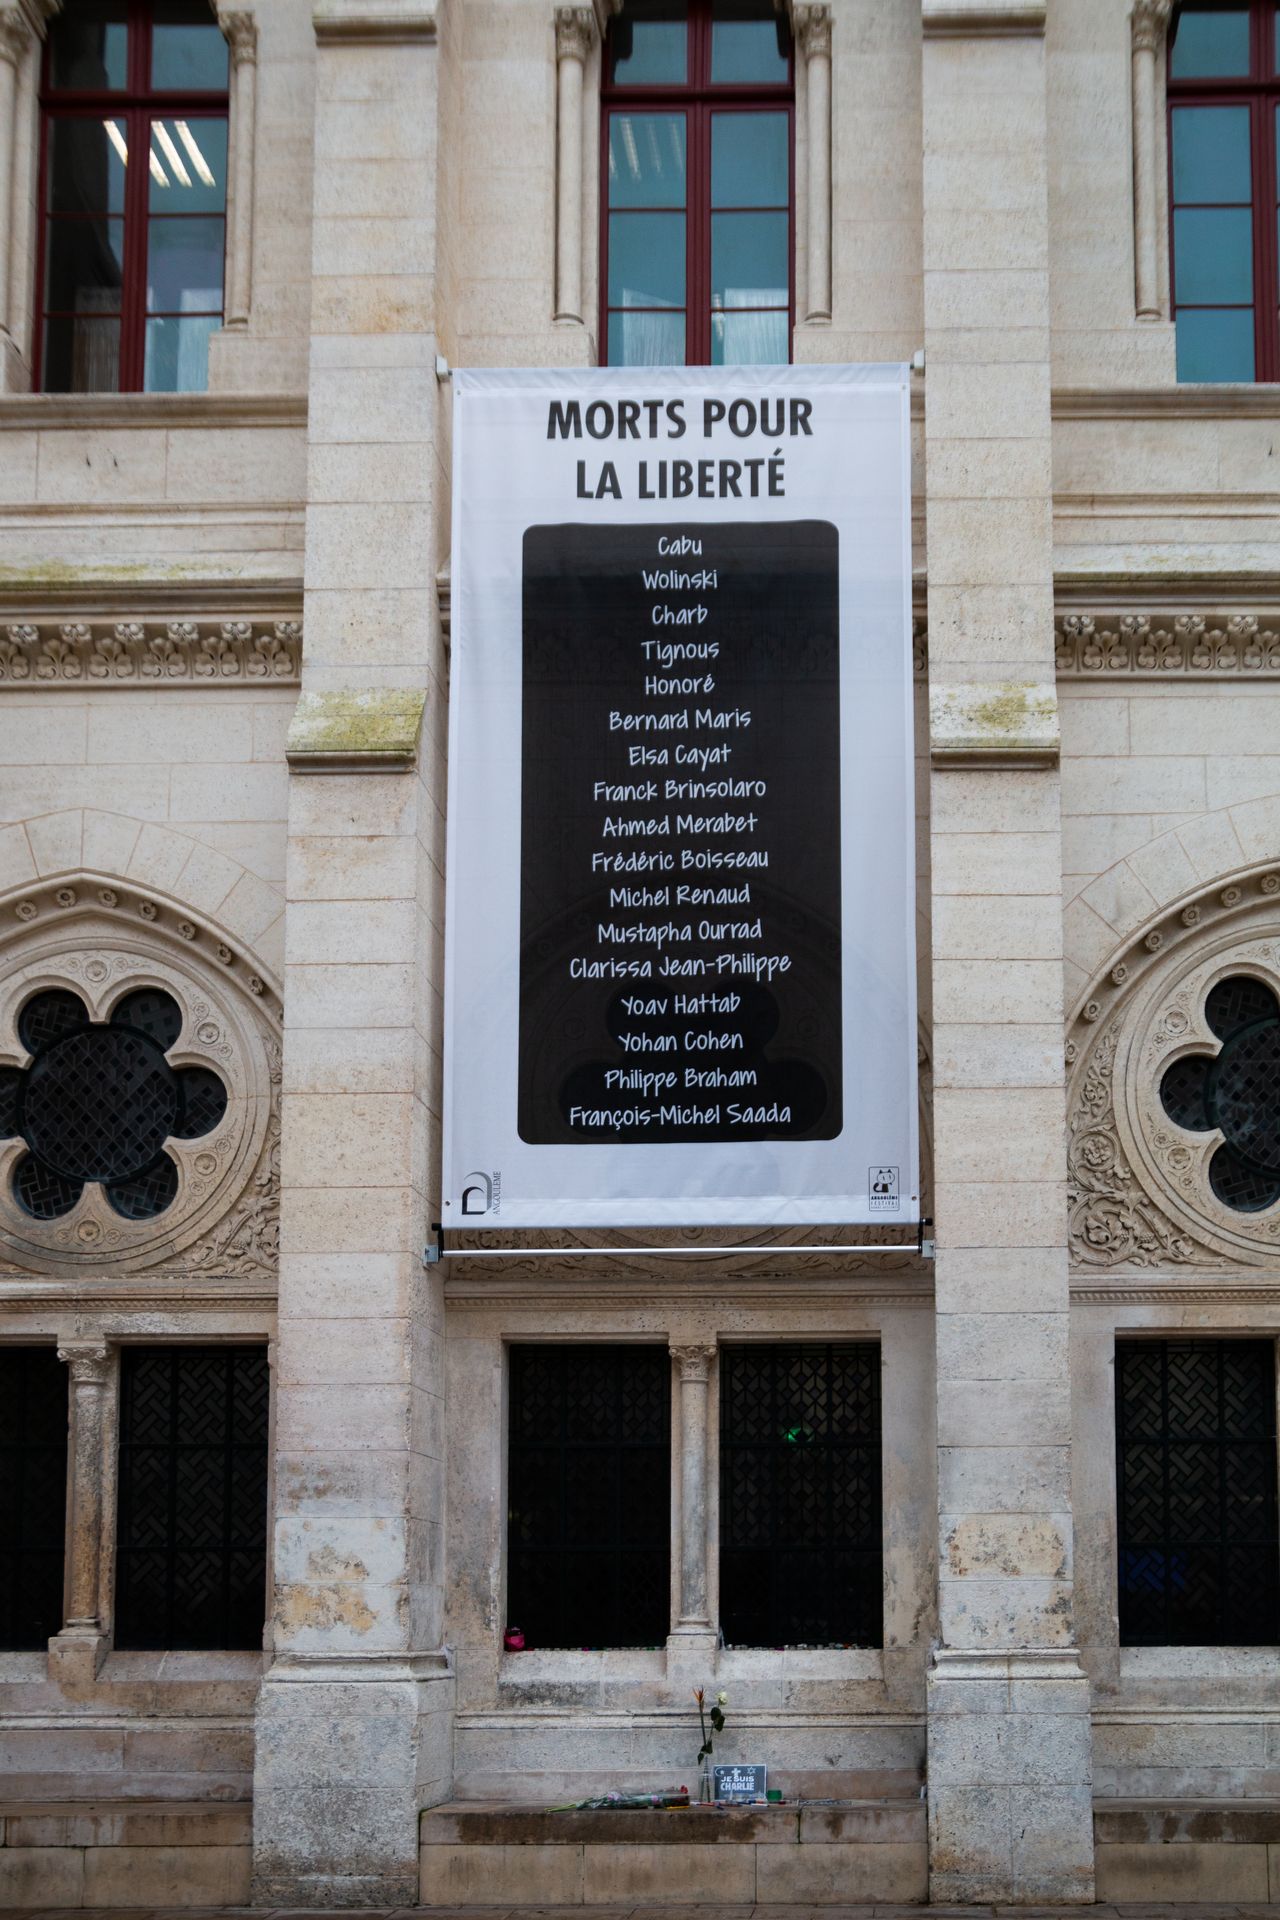 MORTS POUR
LA LIBERTÉ
Cabu
Wolinski
Charb
Tignous
Honoré
Bernard Maris
Elsa Cayat
Franck Brinsolaro
Ahmed Merabet
Frédéric Boisseau
Michel Renaud
Mustapha Ourrad
Clarissa Jean-Philippe
Yoav Hattab
Yohan Cohen
Philippe Braham
François-Michel Saada
ANGOULEME
ANGOULÊME
FESTIVAL
JE SUIS
CHARLIE